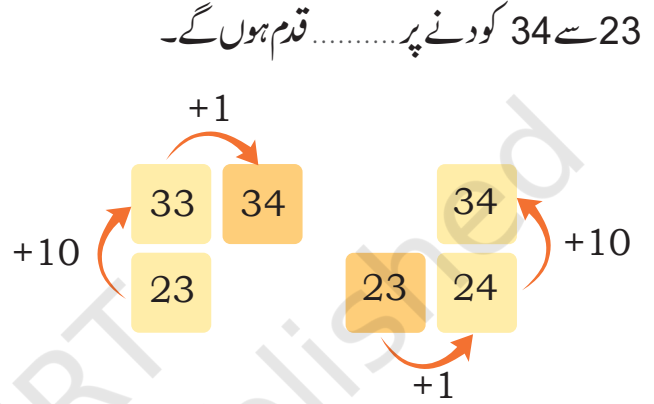 23 سے 34 کودنے پر .......... قدم ہوں گے۔
+1
33 34 34
+10 +10
23 23 24
+1